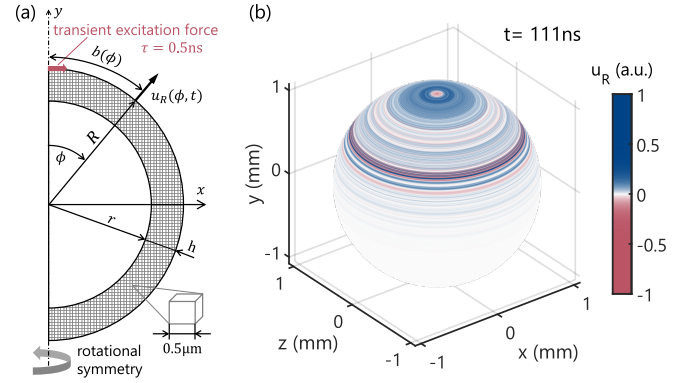 (a)
y
transient excitation force
τ = 0.5ns
b(ϕ)
u_R(ϕ, t)
R
ϕ
x
r
h
0.5μm
rotational
symmetry
(b)
t= 111ns
u_R (a.u.)
1
0.5
0
-0.5
-1
y (mm)
1
0
-1
z (mm)
1
0
-1
x (mm)
-1
0
1